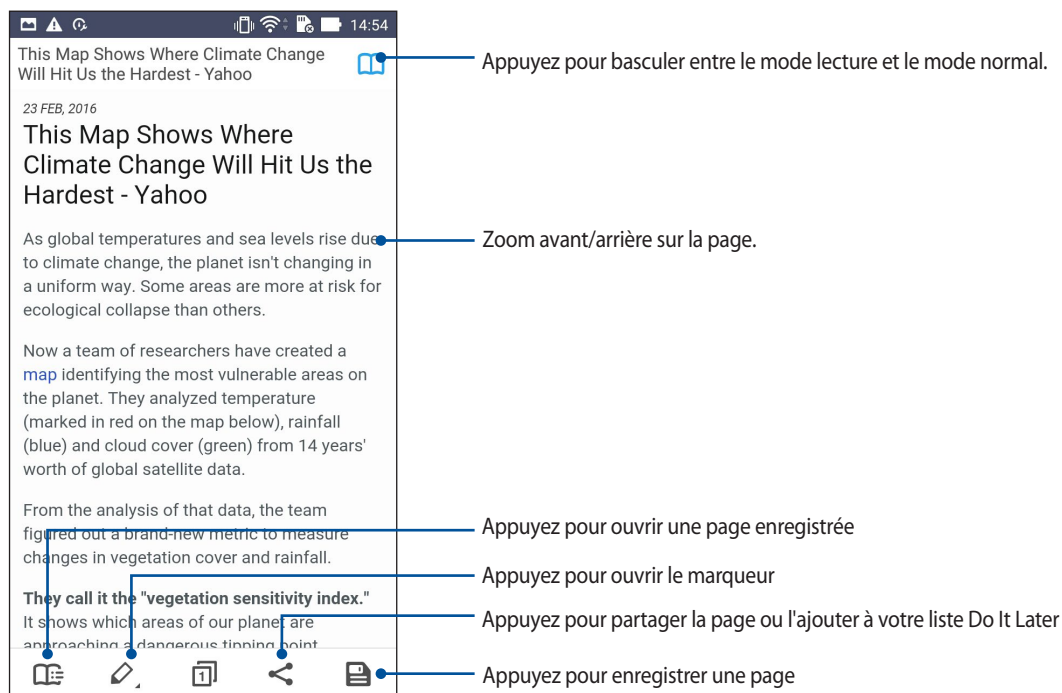 14:54
This Map Shows Where Climate Change
Will Hit Us the Hardest - Yahoo
Appuyez pour basculer entre le mode lecture et le mode normal.
23 FEB, 2016
This Map Shows Where
Climate Change Will Hit Us the
Hardest - Yahoo
As global temperatures and sea levels rise due
Zoom avant/arrière sur la page.
to climate change, the planet isn't changing in
a uniform way. Some areas are more at risk for
ecological collapse than others.
Now a team of researchers have created a
map identifying the most vulnerable areas on
the planet. They analyzed temperature
(marked in red on the map below), rainfall
(blue) and cloud cover (green) from 14 years'
worth of global satellite data.
From the analysis of that data, the team
figured out a brand-new metric to measure
changes in vegetation cover and rainfall.
Appuyez pour ouvrir une page enregistrée
Appuyez pour ouvrir le marqueur
They call it the "vegetation sensitivity index."
It shows which areas of our planet are
approaching a dangerous tipping point
Appuyez pour partager la page ou l'ajouter à votre liste Do It Later
1
Appuyez pour enregistrer une page